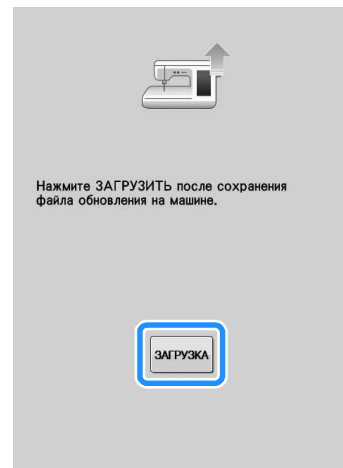 Нажмите ЗАГРУЗИТЬ после сохранения
файла обновления на машине.
ЗАГРУЗКА